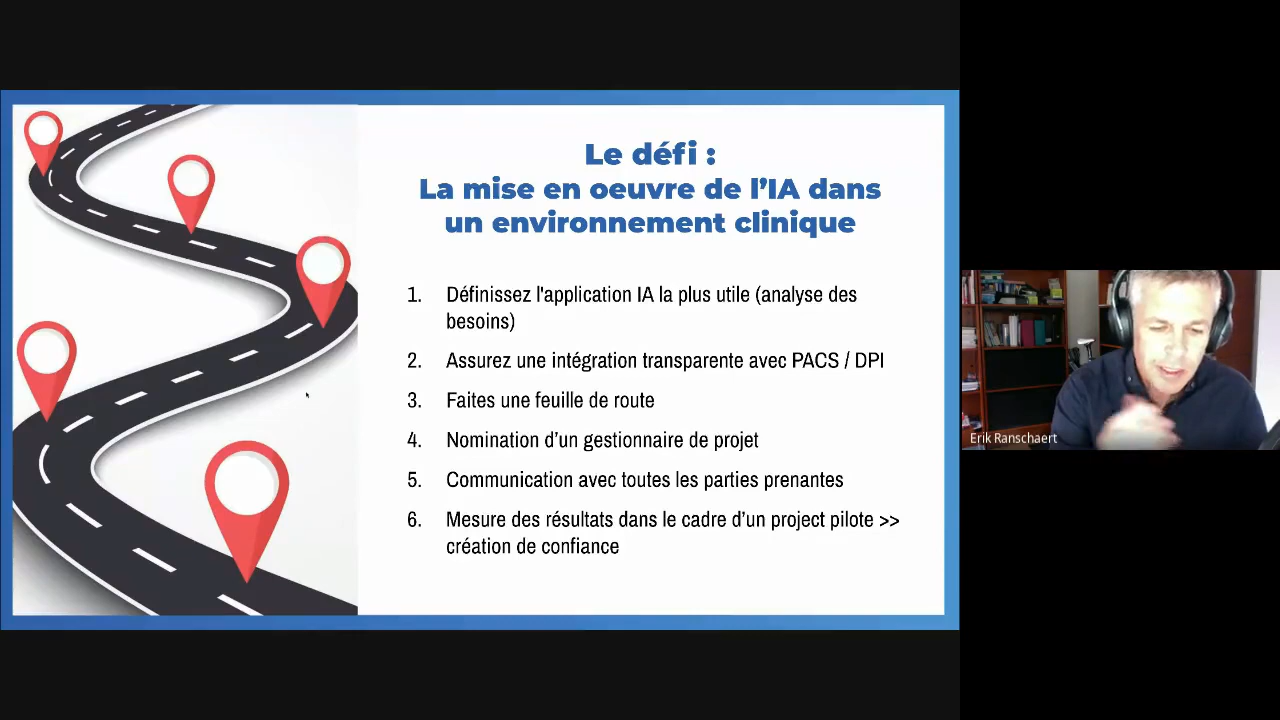 Le défi :
La mise en oeuvre de l'IA dans
un environnement clinique
1. Définissez l'application IA la plus utile (analyse des
besoins)
2. Assurez une intégration transparente avec PACS / DPI
3. Faites une feuille de route
4. Nomination d'un gestionnaire de projet
5. Communication avec toutes les parties prenantes
6. Mesure des résultats dans le cadre d'un project pilote >>
création de confiance
Erik Ranschaert